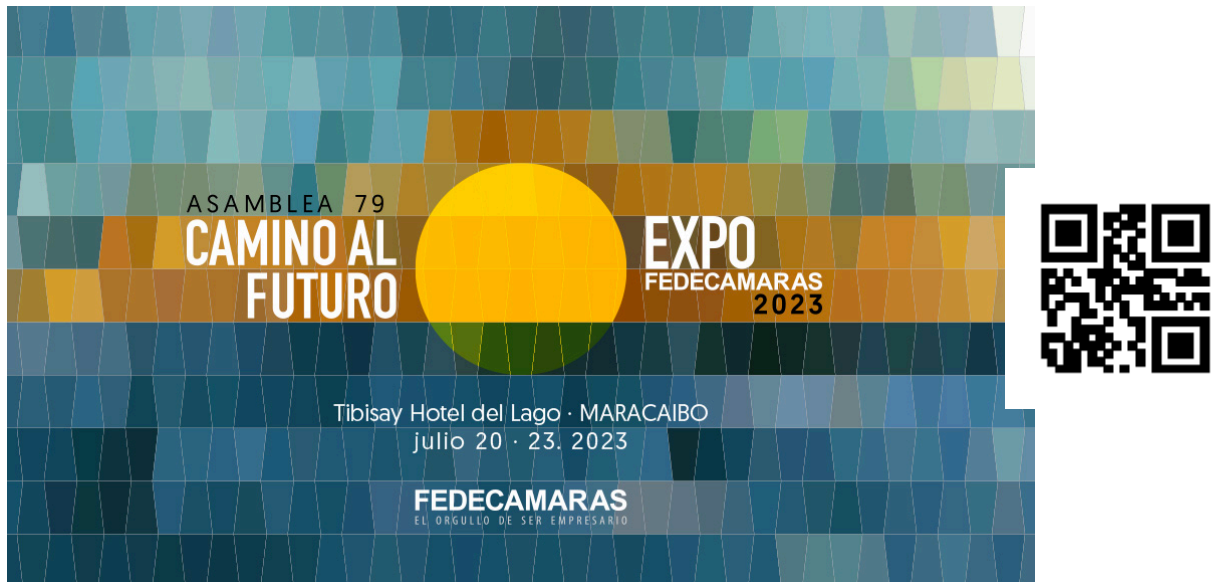 ASAMBLEA 79
CAMINO AL
FUTURO
EXPO
FEDECAMARAS
2023
Tibisay Hotel del Lago · MARACAIBO
julio 20 · 23. 2023
FEDECAMARAS
EL ORGULLO DE SER EMPRESARIO